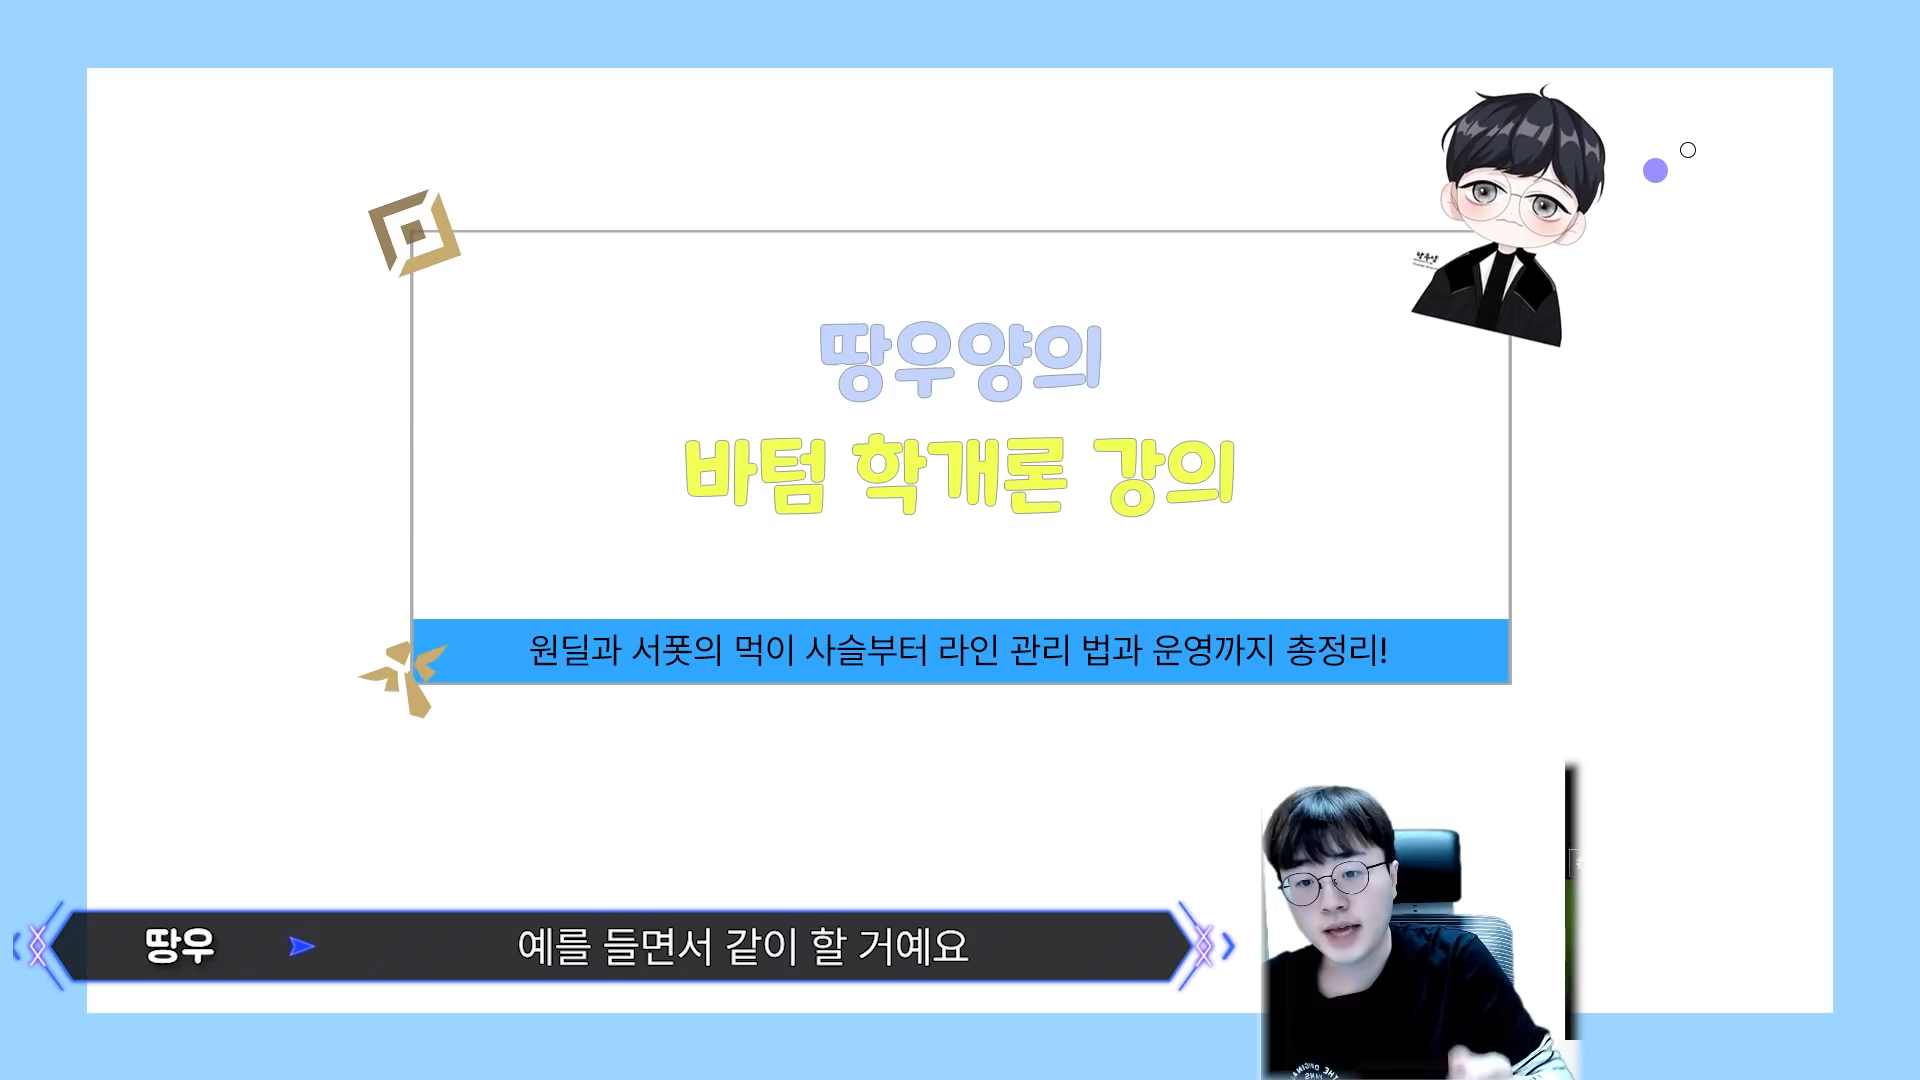 땅우양의
바텀 학개론 강의
원딜과 서폿의 먹이 사슬부터 라인 관리 법과 운영까지 총정리!
땅우
예를 들면서 같이 할 거예요